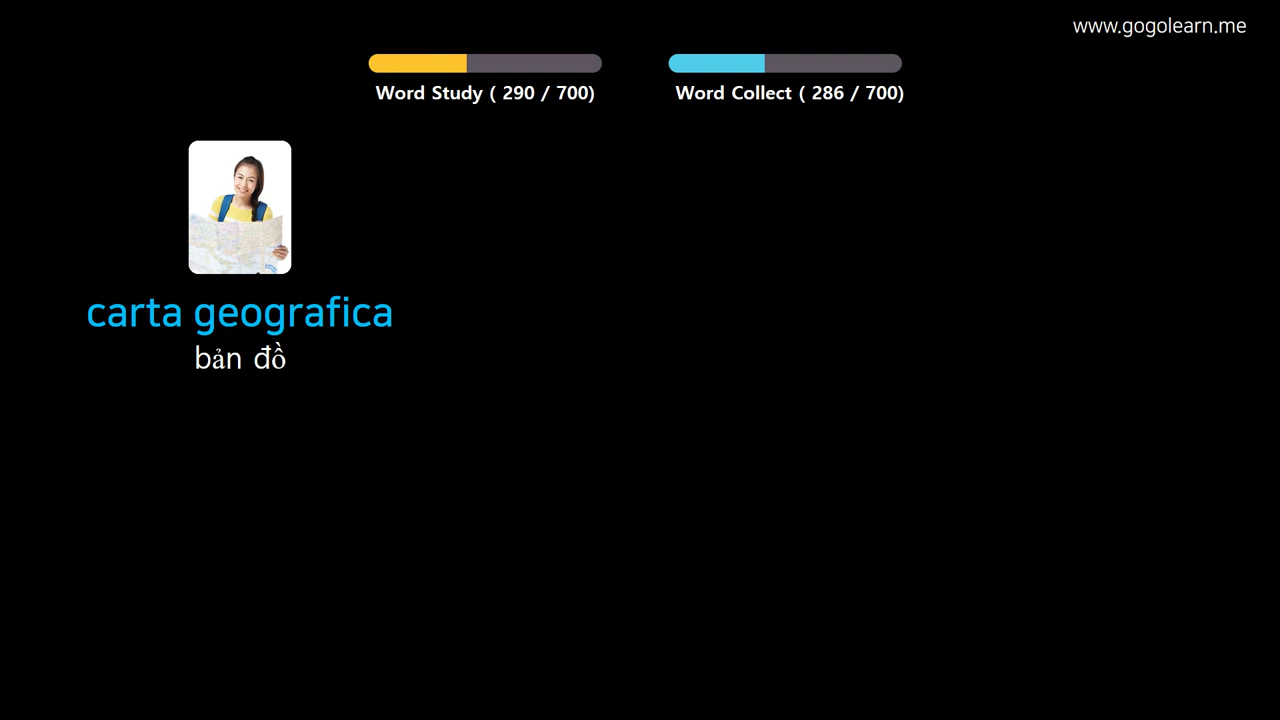 www.gogolearn.me
Word Study ( 290 / 700)
Word Collect ( 286 / 700)
carta geografica
bản đồ